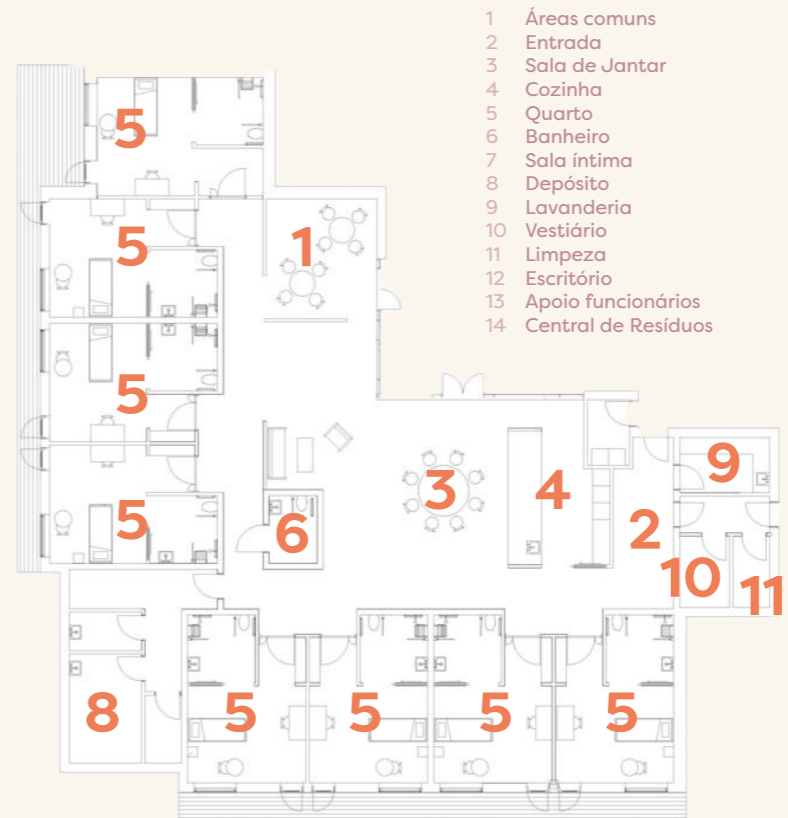 1 Áreas comuns
2 Entrada
3 Sala de Jantar
4 Cozinha
5 Quarto
6 Banheiro
7 Sala íntima
8 Depósito
9 Lavanderia
10 Vestiário
11 Limpeza
12 Escritório
13 Apoio funcionários
14 Central de Resíduos
5
5
1
5
9
3
4
5
6
2
10
11
8
5
5
5
5